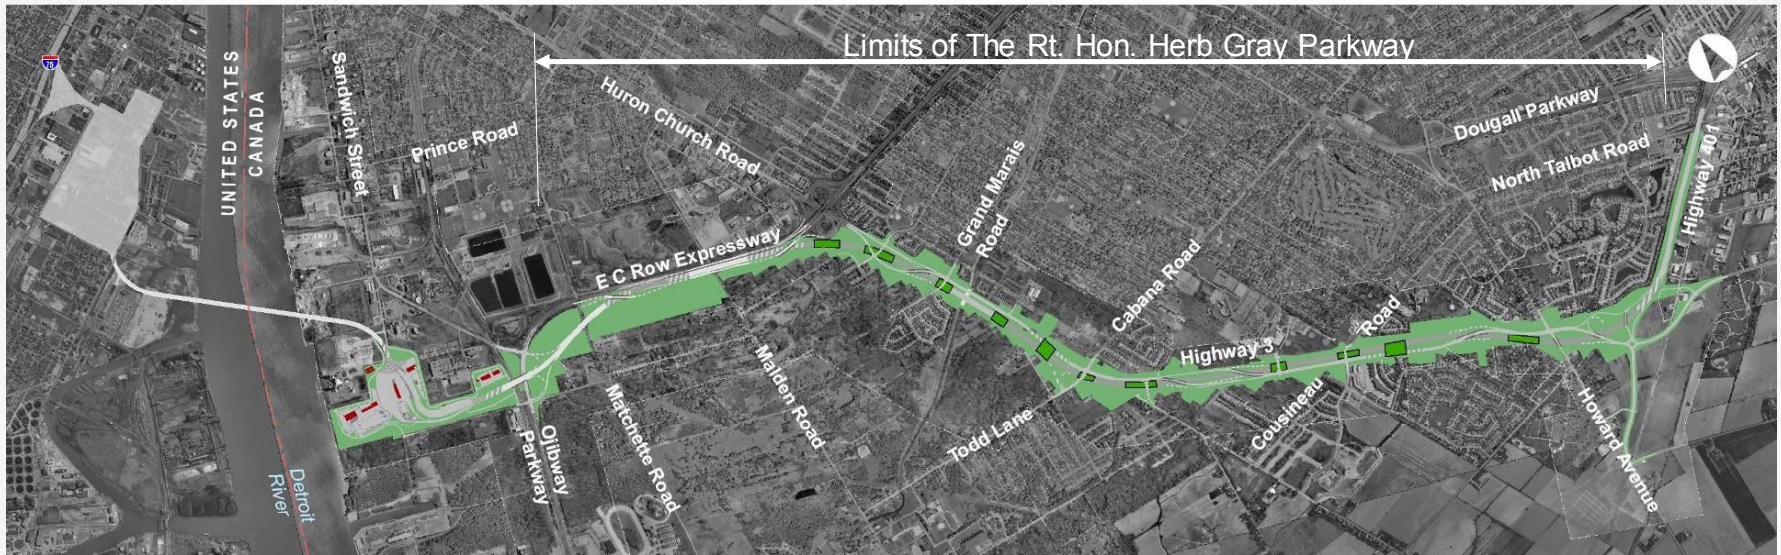 Limits of The Rt. Hon. Herb Gray Parkway
75
UNITED STATES
CANADA
Sandwich Street
Prince Road
Huron Church Road
Grand Marais
Road
Dougall Parkway
North Talbot Road
Highway 401
E C Row Expressway
Cabana Road
Highway 3
Cousineau Road
Howard Avenue
Todd Lane
Malden Road
Matchette Road
Ojibway
Parkway
Detroit
River